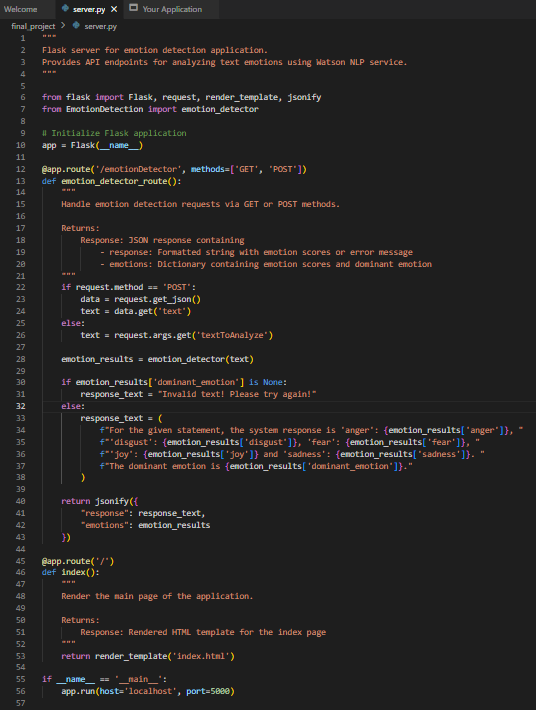 Welcome
server.py
Your Application
final_project > server.py
1 """
2 Flask server for emotion detection application.
3 Provides API endpoints for analyzing text emotions using Watson NLP service.
4 """
5
6 from flask import Flask, request, render_template, jsonify
7 from EmotionDetection import emotion_detector
8
9 # Initialize Flask application
10 app = Flask(__name__)
11
12 @app.route('/emotionDetector', methods=['GET', 'POST'])
13 def emotion_detector_route():
14     """
15     Handle emotion detection requests via GET or POST methods.
16
17     Returns:
18         Response: JSON response containing
19             - response: Formatted string with emotion scores or error message
20             - emotions: Dictionary containing emotion scores and dominant emotion
21     """
22     if request.method == 'POST':
23         data = request.get_json()
24         text = data.get('text')
25     else:
26         text = request.args.get('textToAnalyze')
27
28     emotion_results = emotion_detector(text)
29
30     if emotion_results['dominant_emotion'] is None:
31         response_text = "Invalid text! Please try again!"
32     else:
33         response_text = (
34             f"For the given statement, the system response is 'anger': {emotion_results['anger']}, "
35             f"'disgust': {emotion_results['disgust']}, 'fear': {emotion_results['fear']}, "
36             f"'joy': {emotion_results['joy']} and 'sadness': {emotion_results['sadness']}. "
37             f"The dominant emotion is {emotion_results['dominant_emotion']}."
38         )
39
40     return jsonify({
41         "response": response_text,
42         "emotions": emotion_results
43     })
44
45 @app.route('/')
46 def index():
47     """
48     Render the main page of the application.
49
50     Returns:
51         Response: Rendered HTML template for the index page
52     """
53     return render_template('index.html')
54
55 if __name__ == '__main__':
56     app.run(host='localhost', port=5000)
57